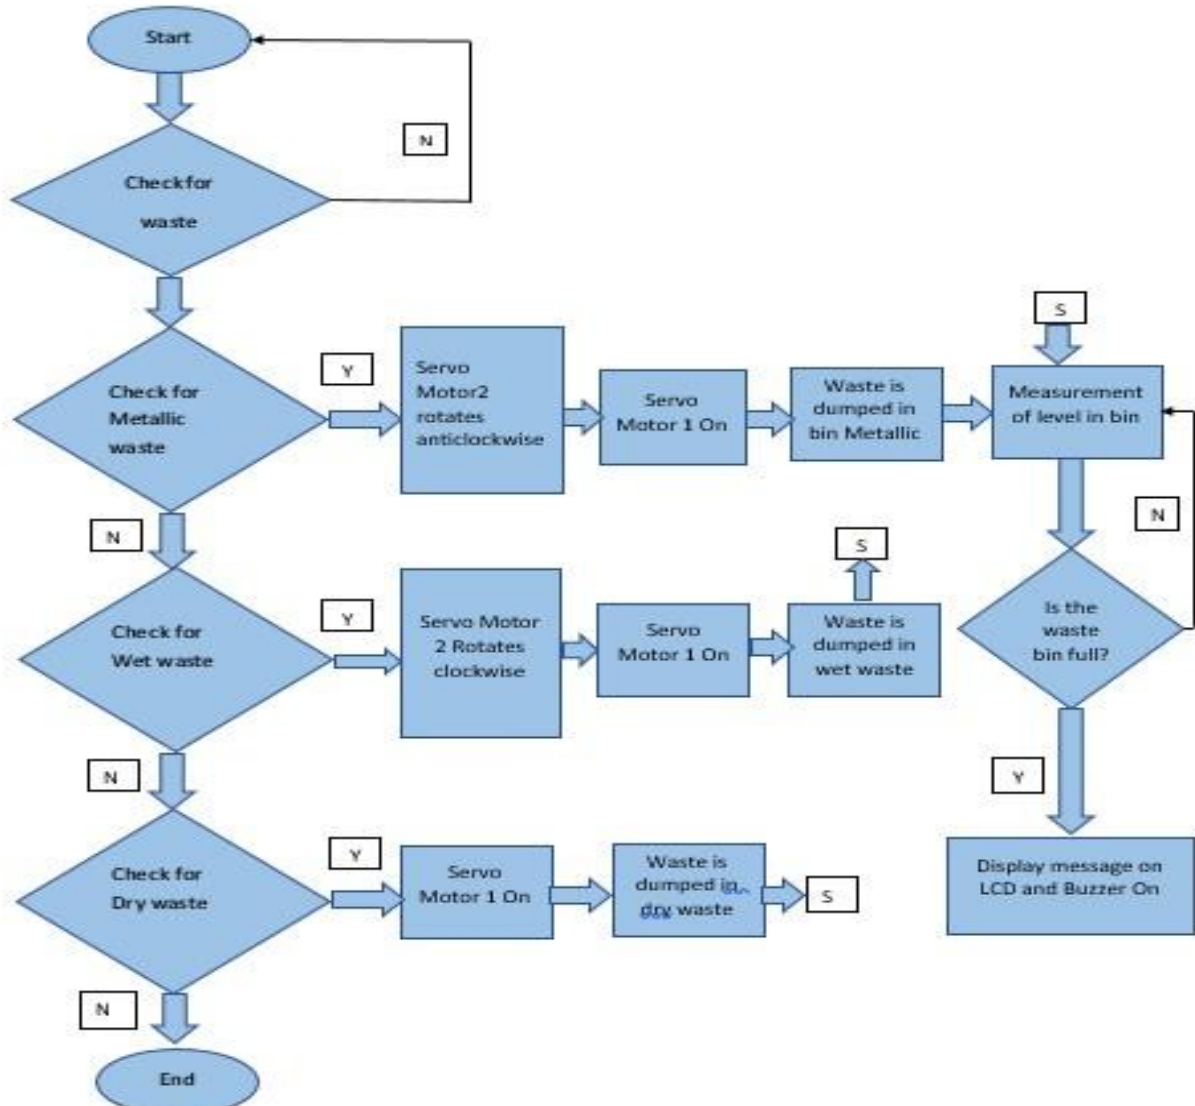 Start
N
Check for
waste
S
Y
Check for
Metallic
waste
Servo
Motor2
rotates
anticlockwise
Servo
Motor 1 On
Waste is
dumped in
bin Metallic
Measurement
of level in bin
N
N
S
Y
Check for
Wet waste
Servo Motor
2 Rotates
clockwise
Servo
Motor 1 On
Waste is
dumped in
wet waste
Is the
waste
bin full?
N
Y
Y
Check for
Dry waste
Servo
Motor 1 On
Waste is
dumped in
dry waste
S
Display message on
LCD and Buzzer On
N
End